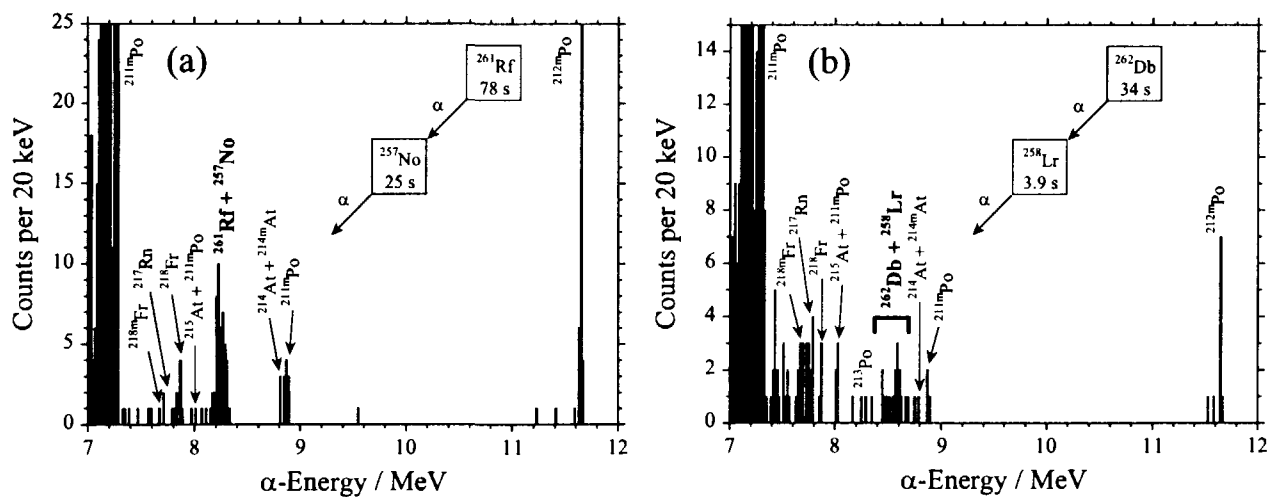 (a)
Counts per 20 keV
25
20
15
10
5
0
7
8
9
10
11
12
α-Energy / MeV
²¹¹ᵐPo
²¹²ᵐPo
²⁶¹Rf
78 s
α
²⁵⁷No
25 s
α
²¹⁸ᵐFr
²¹⁷Rn
²¹⁸Fr
²¹⁵At + ²¹¹ᵐPo
²⁶¹Rf + ²⁵⁷No
²¹⁴At + ²¹⁴ᵐAt
²¹¹ᵐPo
(b)
Counts per 20 keV
14
12
10
8
6
4
2
0
7
8
9
10
11
12
α-Energy / MeV
²¹¹ᵐPo
²⁶²Db
34 s
α
²⁵⁸Lr
3.9 s
α
²¹⁸ᵐFr
²¹⁷Rn
²¹⁸Fr
²¹⁵At + ²¹¹ᵐPo
²¹³Po
²⁶²Db + ²⁵⁸Lr
²¹⁴At + ²¹⁴ᵐAt
²¹¹ᵐPo
²¹²ᵐPo